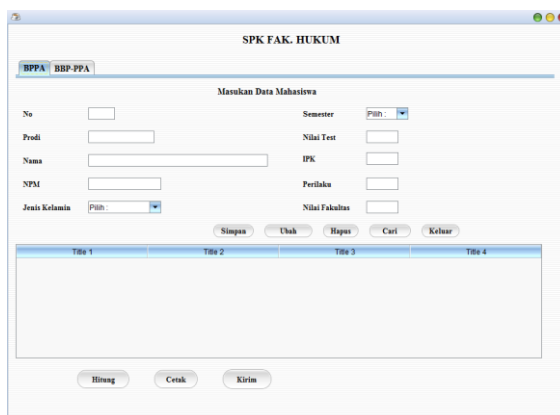 SPK FAK. HUKUM
BPPA BBP-PPA
Masukan Data Mahasiswa
No Semester Pilih :
Prodi Nilai Test
Nama IPK
NPM Perilaku
Jenis Kelamin Pilih : Nilai Fakultas
Simpan Ubah Hapus Cari Keluar
Title 1 Title 2 Title 3 Title 4
Hitung Cetak Kirim